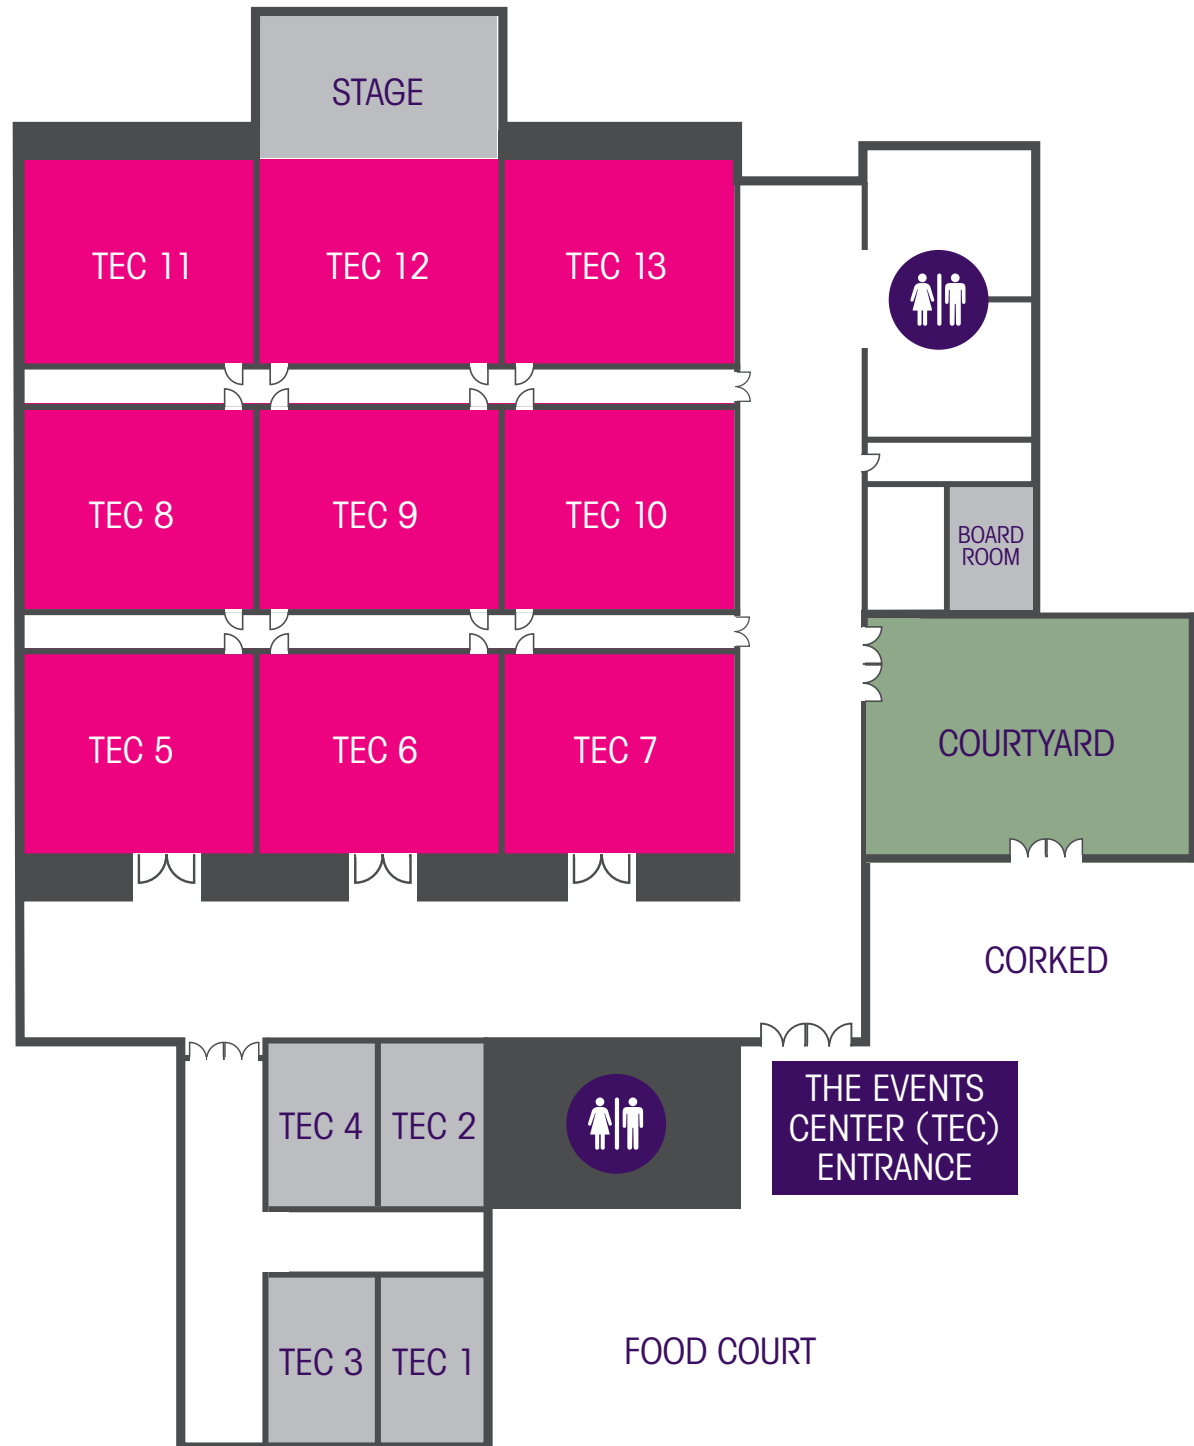 STAGE
TEC 11
TEC 12
TEC 13
TEC 8
TEC 9
TEC 10
BOARD
ROOM
TEC 5
TEC 6
TEC 7
COURTYARD
CORKED
TEC 4
TEC 2
THE EVENTS
CENTER (TEC)
ENTRANCE
TEC 3
TEC 1
FOOD COURT